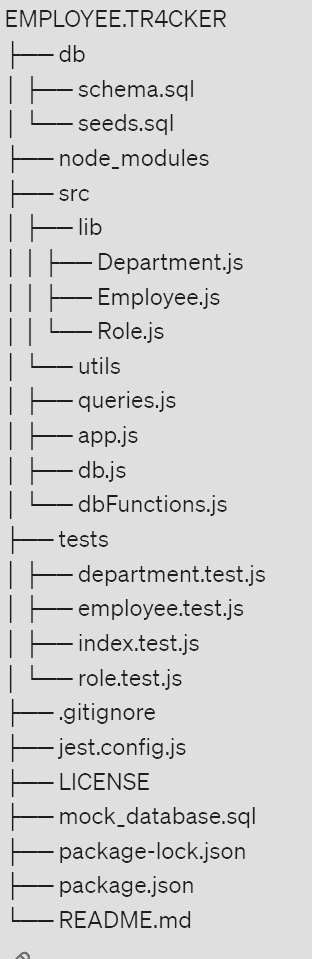 EMPLOYEE.TR4CKER
├── db
│ ├── schema.sql
│ └── seeds.sql
├── node_modules
├── src
│ ├── lib
│ │ ├── Department.js
│ │ ├── Employee.js
│ │ └── Role.js
│ └── utils
│ ├── queries.js
│ ├── app.js
│ ├── db.js
│ └── dbFunctions.js
├── tests
│ ├── department.test.js
│ ├── employee.test.js
│ ├── index.test.js
│ └── role.test.js
├── .gitignore
├── jest.config.js
├── LICENSE
├── mock_database.sql
├── package-lock.json
├── package.json
└── README.md